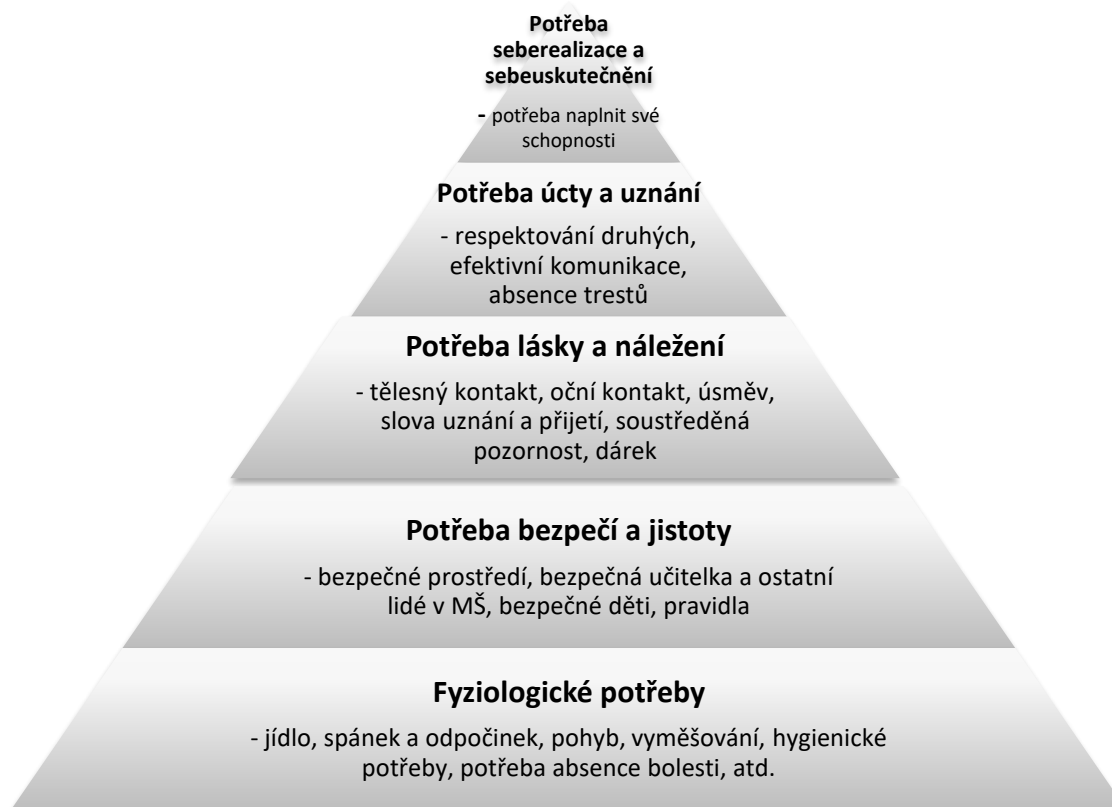 Potřeba
seberealizace a
sebeuskutečnění
- potřeba naplnit své
schopnosti
Potřeba úcty a uznání
- respektování druhých,
efektivní komunikace,
absence trestů
Potřeba lásky a náležení
- tělesný kontakt, oční kontakt, úsměv,
slova uznání a přijetí, soustředěná
pozornost, dárek
Potřeba bezpečí a jistoty
- bezpečné prostředí, bezpečná učitelka a ostatní
lidé v MŠ, bezpečné děti, pravidla
Fyziologické potřeby
- jídlo, spánek a odpočinek, pohyb, vyměšování, hygienické
potřeby, potřeba absence bolesti, atd.